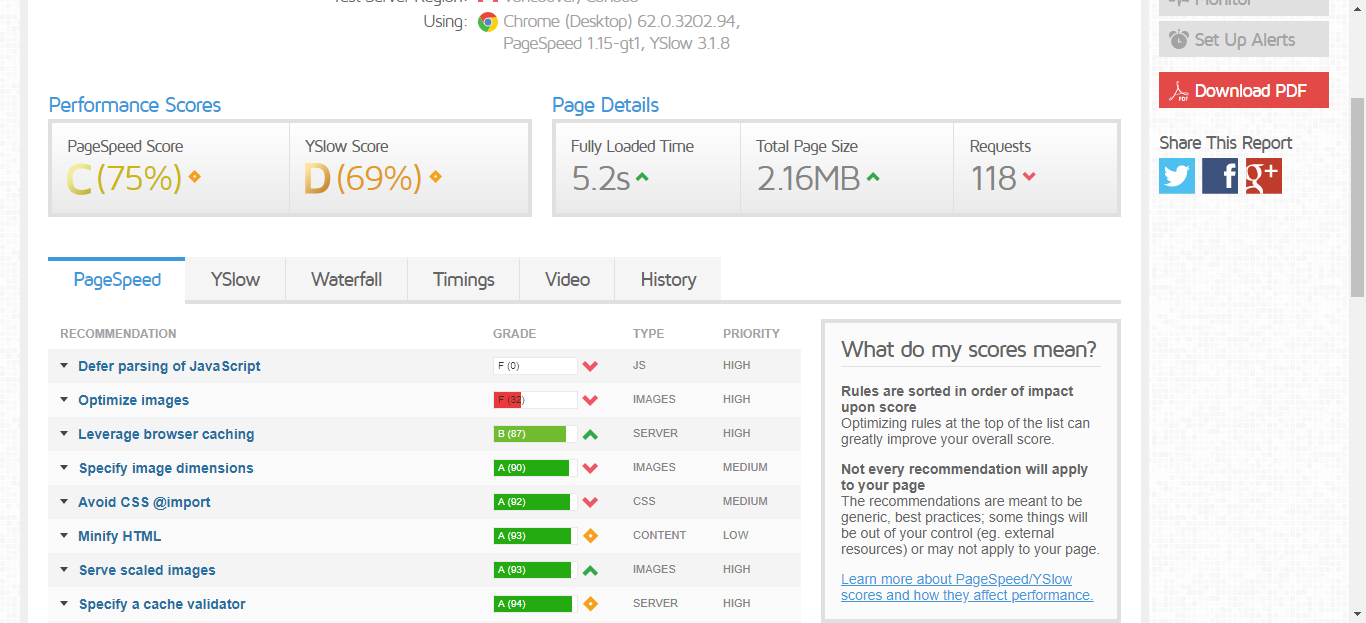 Test Server Region:
Vancouver, Canada
Using:
Chrome (Desktop) 62.0.3202.94,
PageSpeed 1.15-gt1, YSlow 3.1.8
Monitor
Set Up Alerts
Download PDF
Share This Report
Performance Scores
PageSpeed Score
C (75%)
YSlow Score
D (69%)
Page Details
Fully Loaded Time
5.2s
Total Page Size
2.16MB
Requests
118
PageSpeed
YSlow
Waterfall
Timings
Video
History
RECOMMENDATION GRADE TYPE PRIORITY
Defer parsing of JavaScript F (0) JS HIGH
Optimize images F (32) IMAGES HIGH
Leverage browser caching B (87) SERVER HIGH
Specify image dimensions A (90) IMAGES MEDIUM
Avoid CSS @import A (92) CSS MEDIUM
Minify HTML A (93) CONTENT LOW
Serve scaled images A (93) IMAGES HIGH
Specify a cache validator A (94) SERVER HIGH
What do my scores mean?
Rules are sorted in order of impact
upon score
Optimizing rules at the top of the list can
greatly improve your overall score.
Not every recommendation will apply
to your page
The recommendations are meant to be
generic, best practices; some things will
be out of your control (eg. external
resources) or may not apply to your page.
Learn more about PageSpeed/YSlow
scores and how they affect performance.